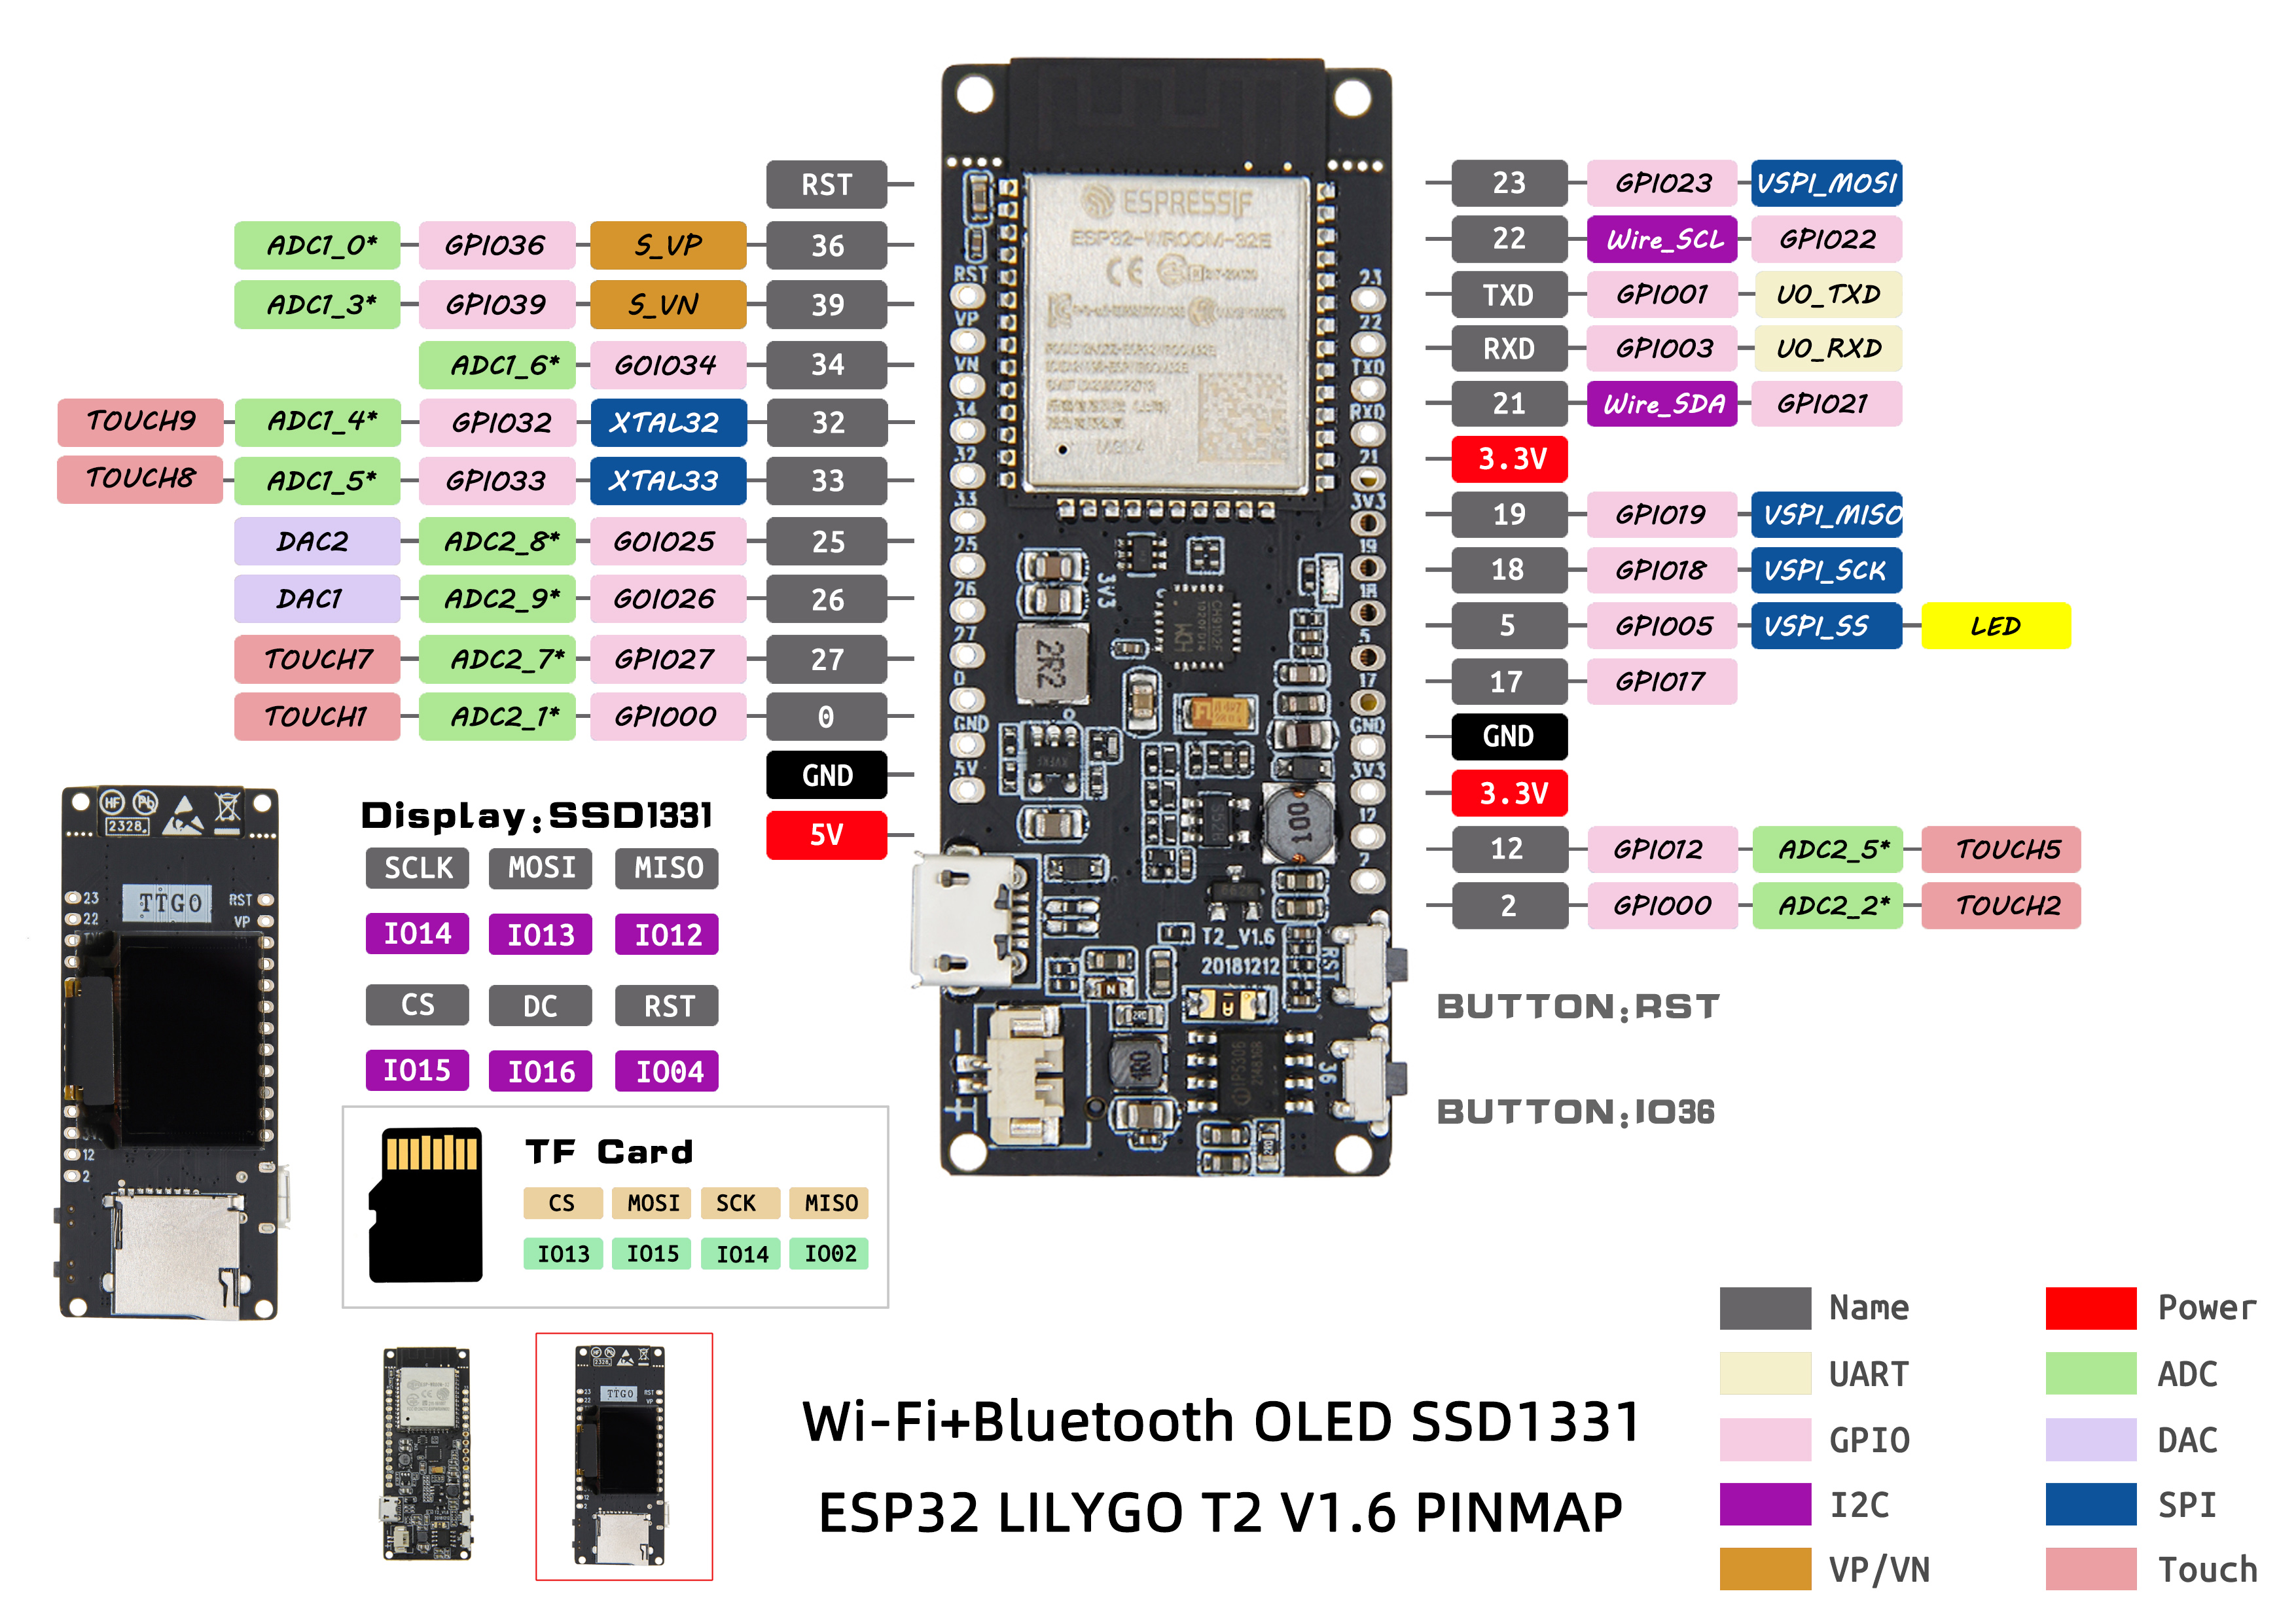 RST
ADC1_0* GPIO36 S_VP 36
ADC1_3* GPIO39 S_VN 39
ADC1_6* GOIO34 34
TOUCH9 ADC1_4* GPIO32 XTAL32 32
TOUCH8 ADC1_5* GPIO33 XTAL33 33
DAC2 ADC2_8* GOIO25 25
DAC1 ADC2_9* GOIO26 26
TOUCH7 ADC2_7* GPIO27 27
TOUCH1 ADC2_1* GPIO00 0
GND
5V
RST
VP
VN
34
32
33
25
26
27
0
GND
5V
ESPRESSIF
ESP32-WROOM-32E
CE
3V3
2R2
CH9102F
100
T2_V1.6
20181212
RST
36
IP5306
1R0
23
22
TXD
RXD
21
3V3
19
18
5
17
GND
3V3
12
2
23 GPIO23 VSPI_MOSI
22 Wire_SCL GPIO22
TXD GPIO01 UO_TXD
RXD GPIO03 UO_RXD
21 Wire_SDA GPIO21
3.3V
19 GPIO19 VSPI_MISO
18 GPIO18 VSPI_SCK
5 GPIO05 VSPI_SS LED
17 GPIO17
GND
3.3V
12 GPIO12 ADC2_5* TOUCH5
2 GPIO00 ADC2_2* TOUCH2
BUTTON:RST
BUTTON:IO36
HF Pb
2328
23 TTGO RST
22 VP
12
2
Display:SSD1331
SCLK MOSI MISO
IO14 IO13 IO12
CS DC RST
IO15 IO16 IO04
TF Card
CS MOSI SCK MISO
IO13 IO15 IO14 IO02
TTGO
Wi-Fi+Bluetooth OLED SSD1331
ESP32 LILYGO T2 V1.6 PINMAP
Name Power
UART ADC
GPIO DAC
I2C SPI
VP/VN Touch